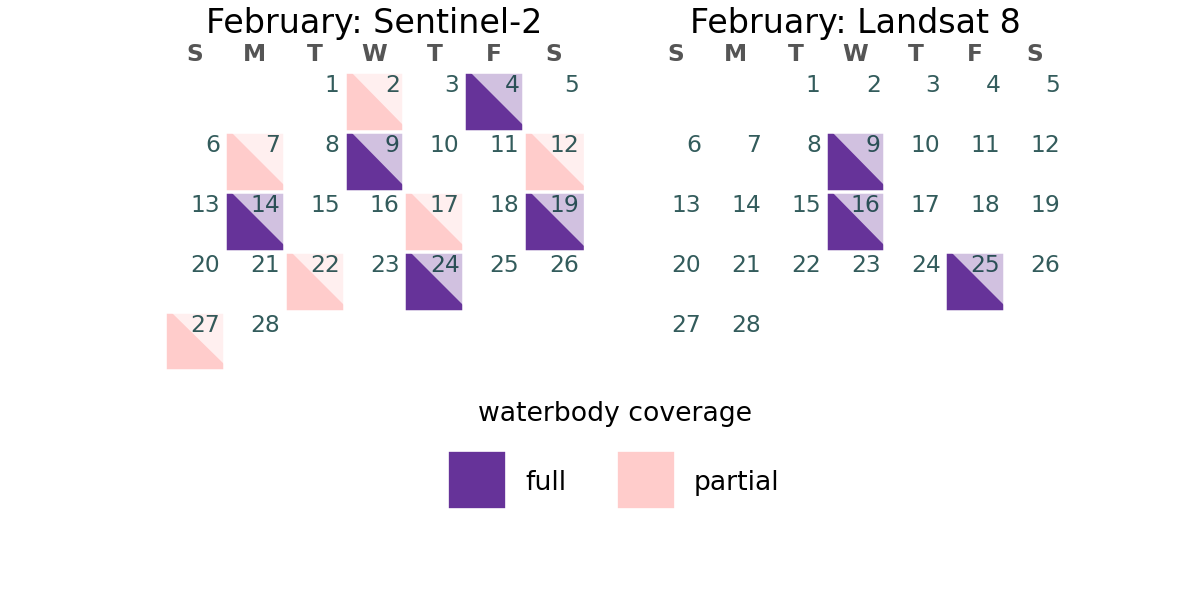 February: Sentinel-2
S M T W T F S
1 2 3 4 5
6 7 8 9 10 11 12
13 14 15 16 17 18 19
20 21 22 23 24 25 26
27 28
February: Landsat 8
S M T W T F S
1 2 3 4 5
6 7 8 9 10 11 12
13 14 15 16 17 18 19
20 21 22 23 24 25 26
27 28
waterbody coverage
full partial